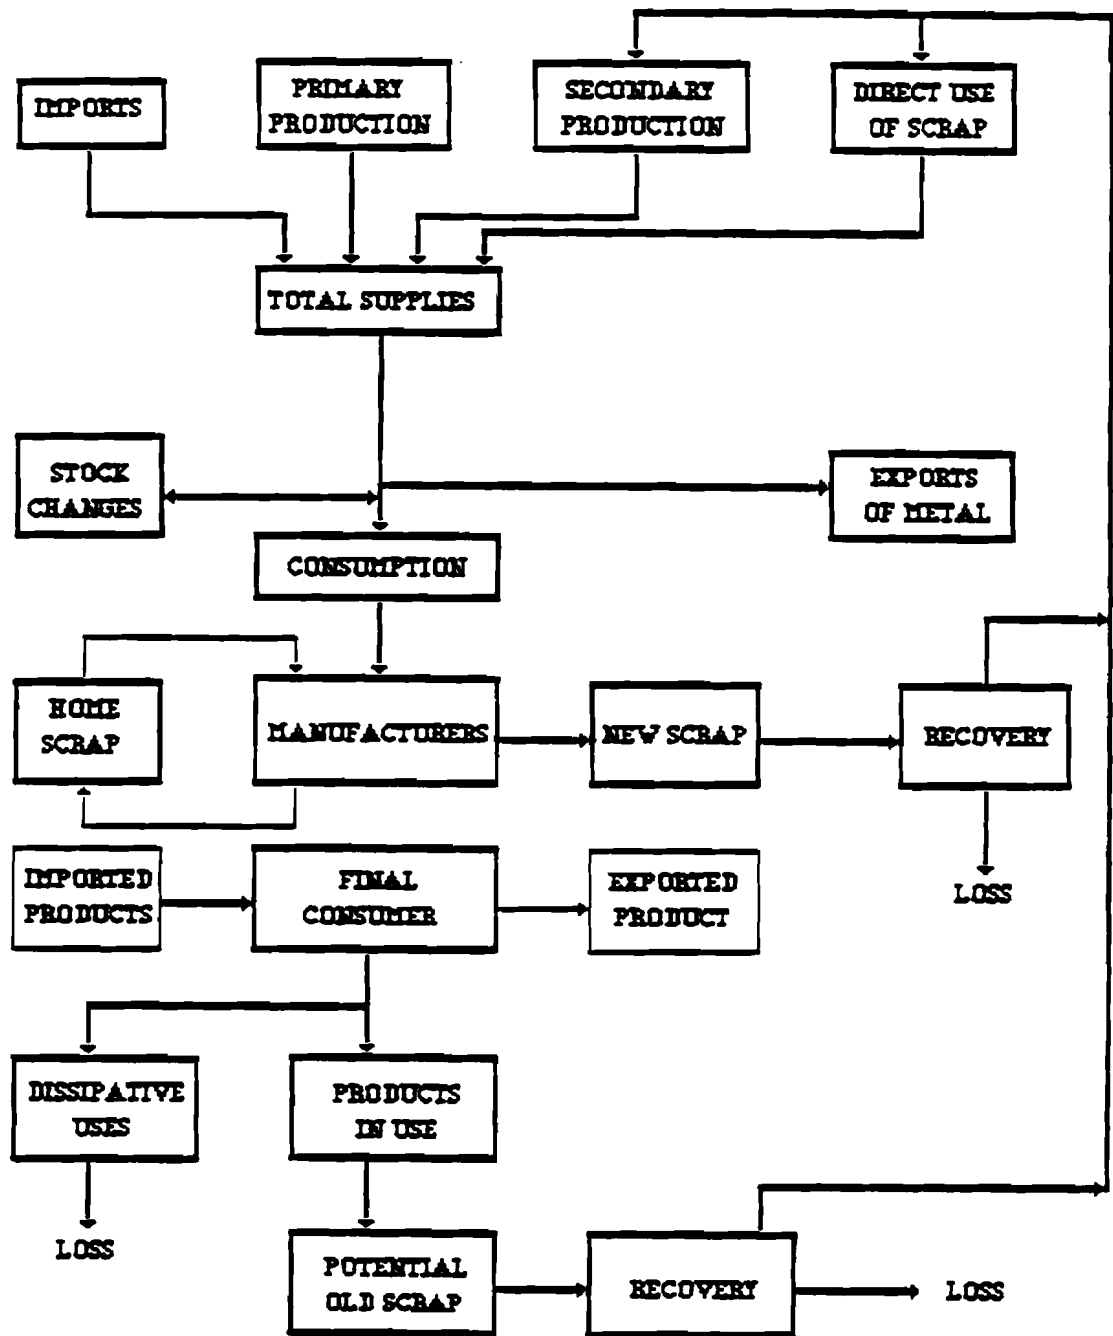 IMPORTS
PRIMARY
PRODUCTION
SECONDARY
PRODUCTION
DIRECT USE
OF SCRAP
TOTAL SUPPLIES
STOCK
CHANGES
EXPORTS
OF METAL
CONSUMPTION
HOME
SCRAP
MANUFACTURERS
NEW SCRAP
RECOVERY
IMPORTED
PRODUCTS
FINAL
CONSUMER
EXPORTED
PRODUCT
LOSS
DISSIPATIVE
USES
PRODUCTS
IN USE
LOSS
POTENTIAL
OLD SCRAP
RECOVERY
LOSS